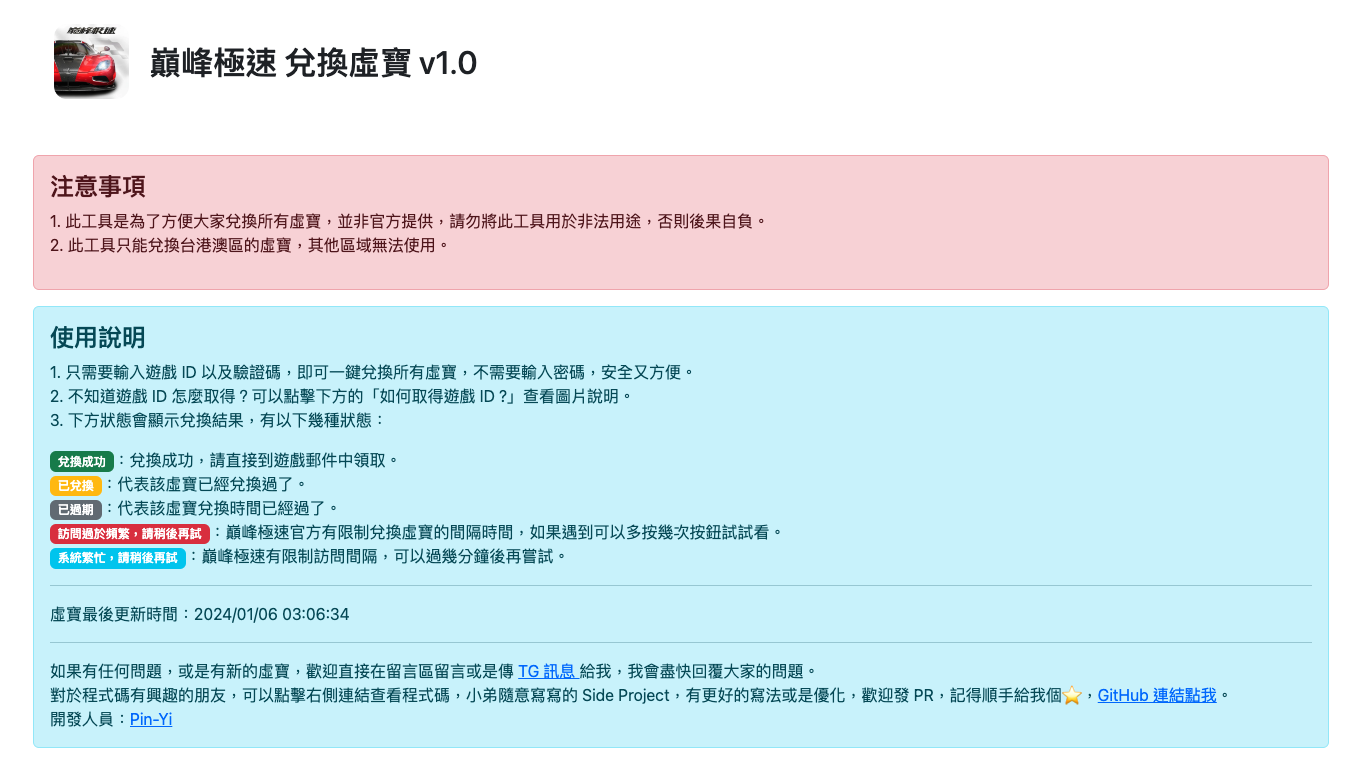 巔峰極速
巔峰極速 兌換虛寶 v1.0
注意事項
1. 此工具是為了方便大家兌換所有虛寶，並非官方提供，請勿將此工具用於非法用途，否則後果自負。
2. 此工具只能兌換台港澳區的虛寶，其他區域無法使用。
使用說明
1. 只需要輸入遊戲 ID 以及驗證碼，即可一鍵兌換所有虛寶，不需要輸入密碼，安全又方便。
2. 不知道遊戲 ID 怎麼取得？可以點擊下方的「如何取得遊戲 ID ?」查看圖片說明。
3. 下方狀態會顯示兌換結果，有以下幾種狀態：
兌換成功：兌換成功，請直接到遊戲郵件中領取。
已兌換：代表該虛寶已經兌換過了。
已過期：代表該虛寶兌換時間已經過了。
訪問過於頻繁，請稍後再試：巔峰極速官方有限制兌換虛寶的間隔時間，如果遇到可以多按幾次按鈕試試看。
系統繁忙，請稍後再試：巔峰極速有限制訪問間隔，可以過幾分鐘後再嘗試。
虛寶最後更新時間：2024/01/06 03:06:34
如果有任何問題，或是有新的虛寶，歡迎直接在留言區留言或是傳 TG 訊息 給我，我會盡快回覆大家的問題。
對於程式碼有興趣的朋友，可以點擊右側連結查看程式碼，小弟隨意寫寫的 Side Project，有更好的寫法或是優化，歡迎發 PR，記得順手給我個⭐，GitHub 連結點我。
開發人員：Pin-Yi